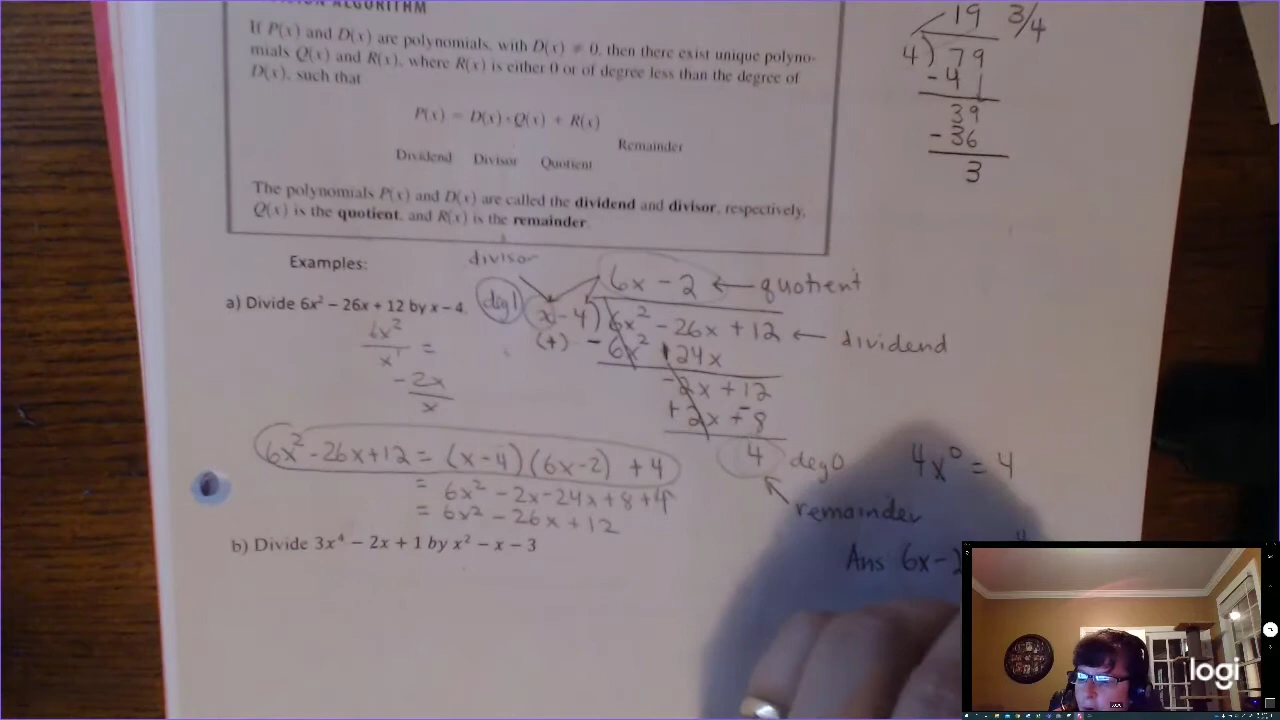 ALGORITHM
If P(x) and D(x) are polynomials, with D(x) ≠ 0, then there exist unique polyno-
mials Q(x) and R(x), where R(x) is either 0 or of degree less than the degree of
D(x), such that
P(x) = D(x) · Q(x) + R(x)
Dividend Divisor Quotient Remainder
The polynomials P(x) and D(x) are called the dividend and divisor, respectively,
Q(x) is the quotient, and R(x) is the remainder.
19 3/4
4) 79
-4
39
-36
3
Examples:
divisor
6x - 2 ← quotient
a) Divide 6x² – 26x + 12 by x – 4.
deg 1
x - 4) 6x² - 26x + 12 ← dividend
(+) - 6x² + 24x
-2x + 12
+2x - 8
4 deg 0
remainder
6x²
x¹ =
-2x
x
6x² - 26x + 12 = (x-4)(6x-2) + 4
= 6x² - 2x - 24x + 8 + 4
= 6x² - 26x + 12
4x⁰ = 4
Ans 6x-2
b) Divide 3x⁴ – 2x + 1 by x² – x – 3
logi